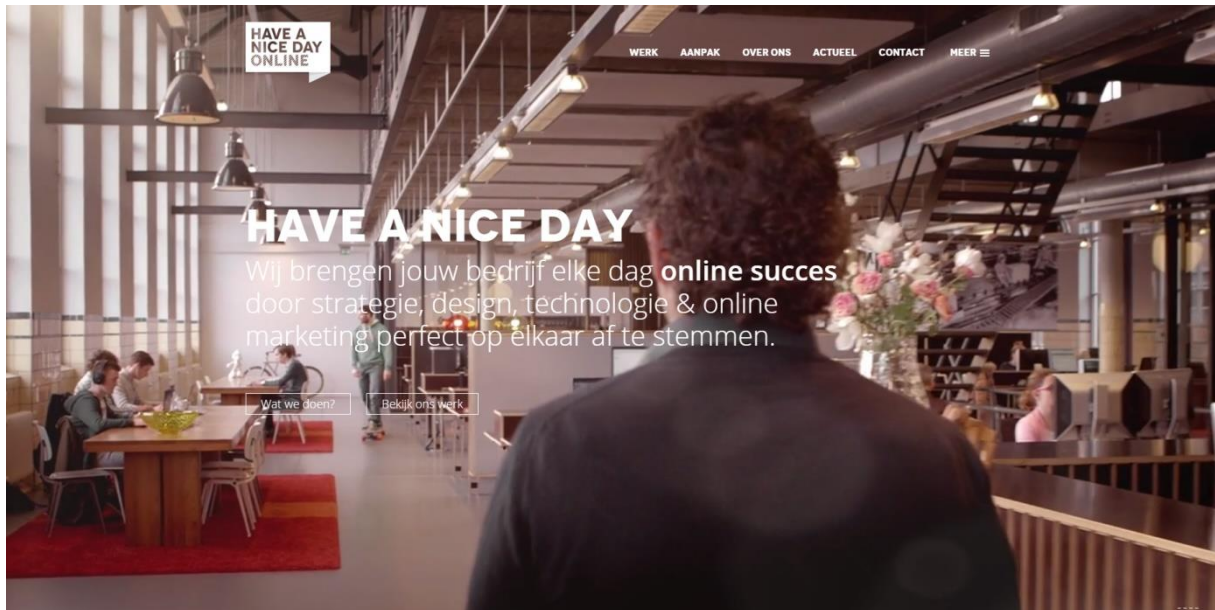 HAVE A
NICE DAY
ONLINE
WERK AANPAK OVER ONS ACTUEEL CONTACT MEER
HAVE A NICE DAY
Wij brengen jouw bedrijf elke dag online succes
door strategie, design, technologie & online
marketing perfect op elkaar af te stemmen.
Wat we doen? Bekijk ons werk